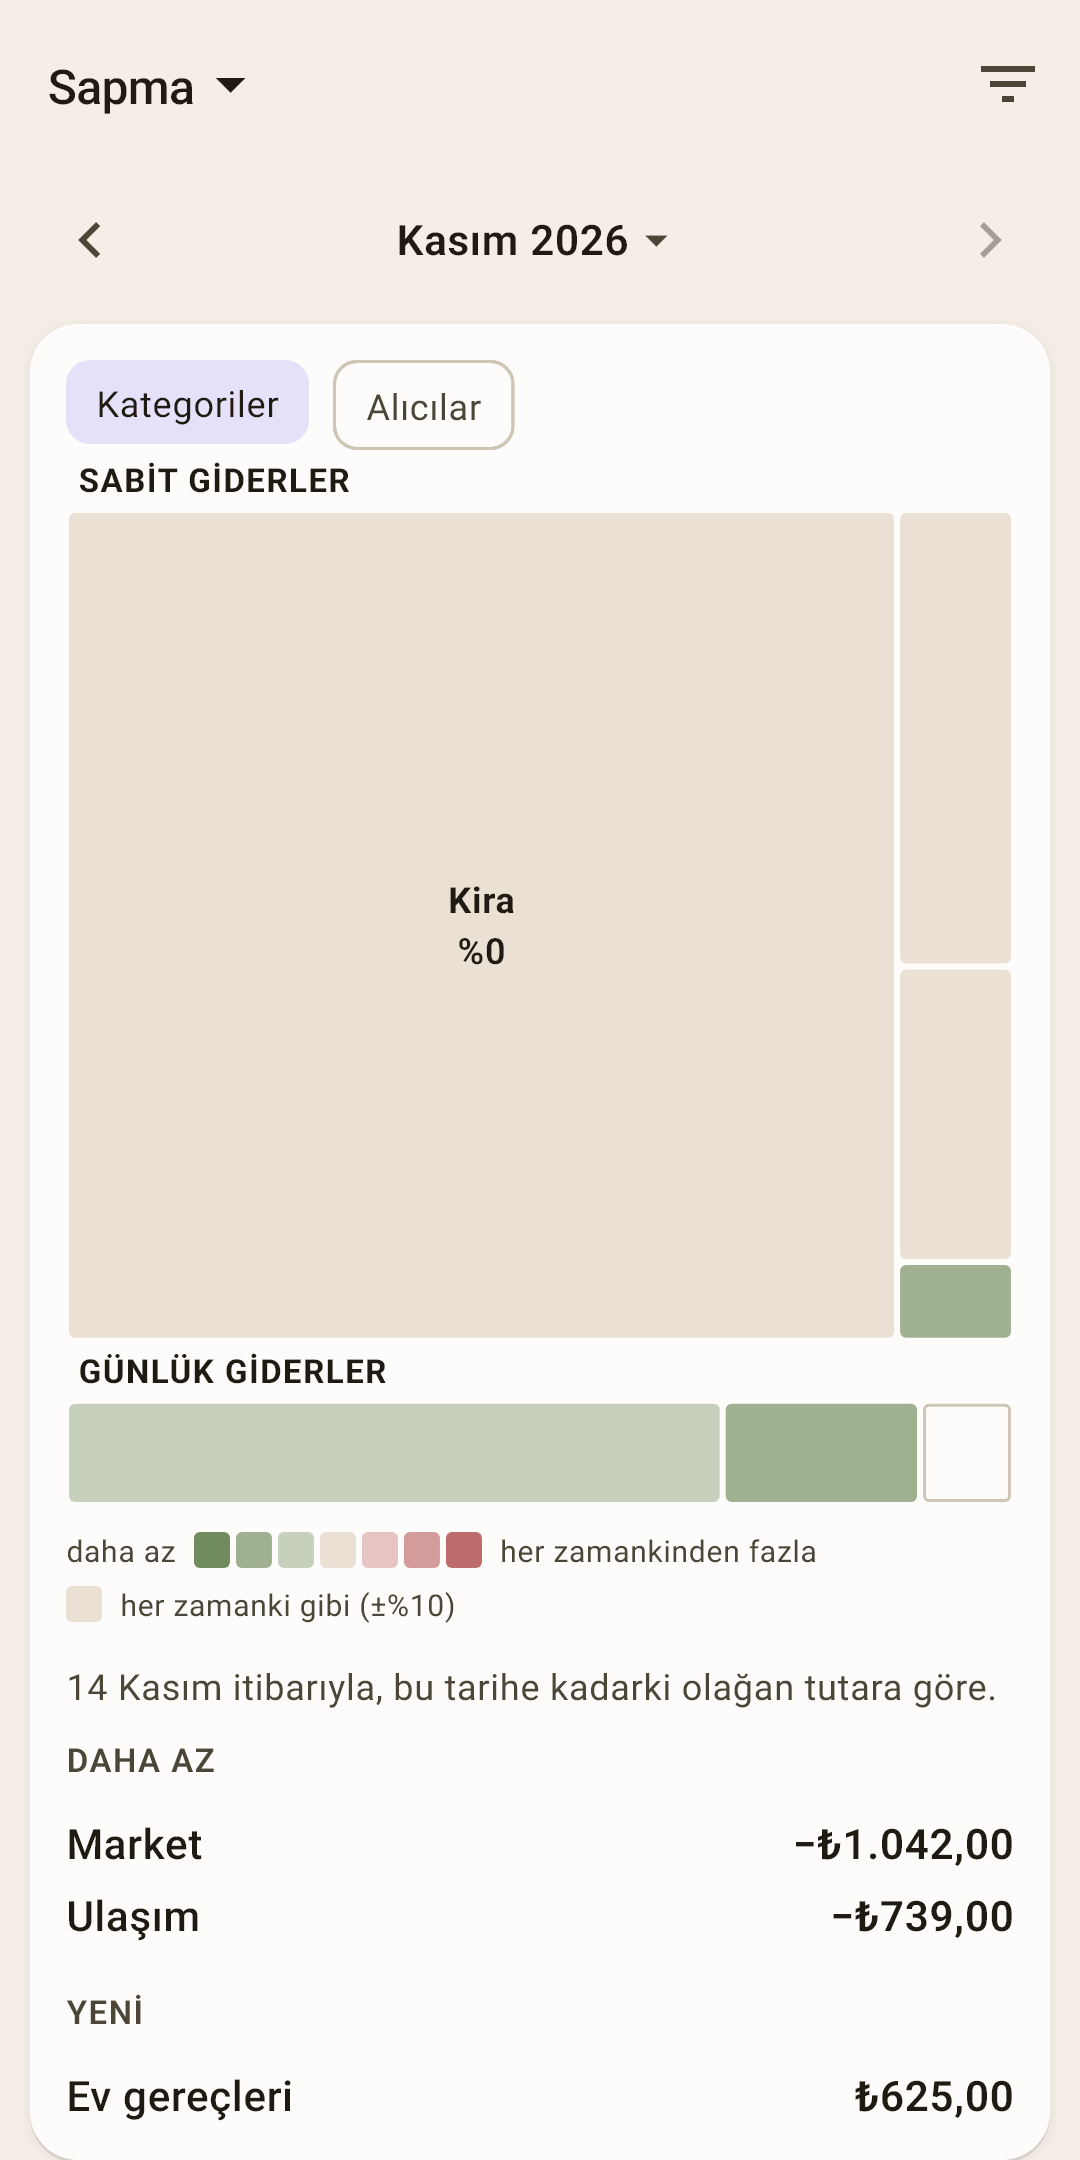 Sapma
Kasım 2026
Kategoriler
Alıcılar
SABİT GİDERLER
Kira
%0
GÜNLÜK GİDERLER
daha az
her zamankinden fazla
her zamanki gibi (±%10)
14 Kasım itibarıyla, bu tarihe kadarki olağan tutara göre.
DAHA AZ
Market −₺1.042,00
Ulaşım −₺739,00
YENİ
Ev gereçleri ₺625,00